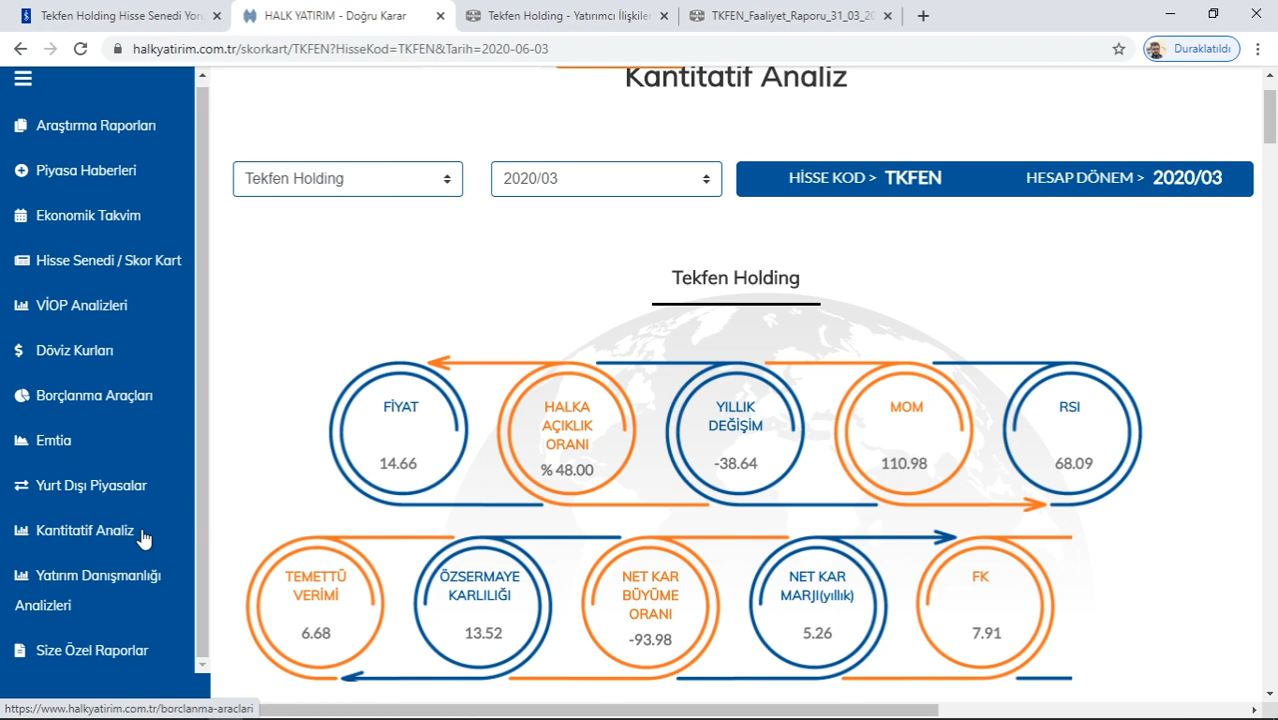 Tekfen Holding Hisse Senedi Yoru
HALK YATIRIM - Doğru Karar
Tekfen Holding - Yatırımcı İlişkiler
TKFEN_Faaliyet_Raporu_31_03_20
halkyatirim.com.tr/skorkart/TKFEN?HisseKod=TKFEN&Tarih=2020-06-03
Duraklatıldı
Araştırma Raporları
Piyasa Haberleri
Ekonomik Takvim
Hisse Senedi / Skor Kart
VİOP Analizleri
Döviz Kurları
Borçlanma Araçları
Emtia
Yurt Dışı Piyasalar
Kantitatif Analiz
Yatırım Danışmanlığı
Analizleri
Size Özel Raporlar
https://www.halkyatirim.com.tr/borclanma-araclari
Kantitatif Analiz
Tekfen Holding
2020/03
HİSSE KOD > TKFEN
HESAP DÖNEM > 2020/03
Tekfen Holding
FİYAT
14.66
HALKA
AÇIKLIK
ORANI
% 48.00
YILLIK
DEĞİŞİM
-38.64
MOM
110.98
RSI
68.09
TEMETTÜ
VERİMİ
6.68
ÖZSERMAYE
KARLILIĞI
13.52
NET KAR
BÜYÜME
ORANI
-93.98
NET KAR
MARJI(yıllık)
5.26
FK
7.91